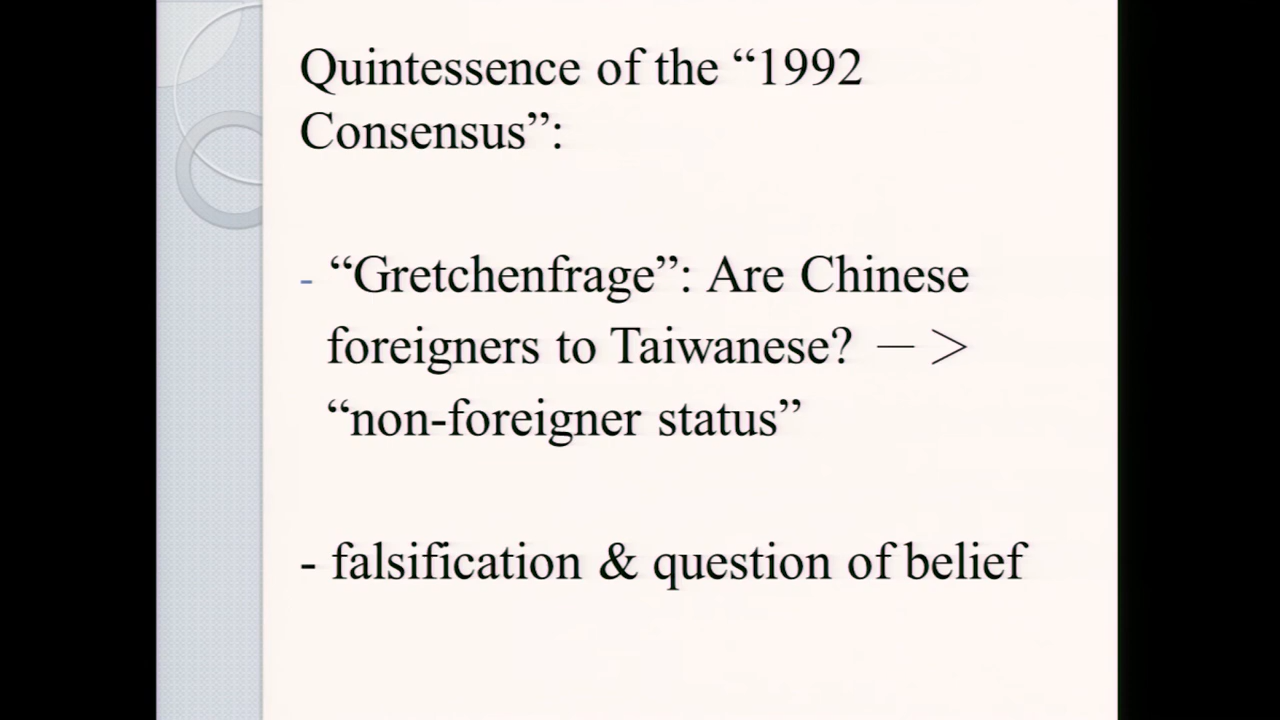 Quintessence of the “1992
Consensus”:
- “Gretchenfrage”: Are Chinese
foreigners to Taiwanese? — >
“non-foreigner status”
- falsification & question of belief